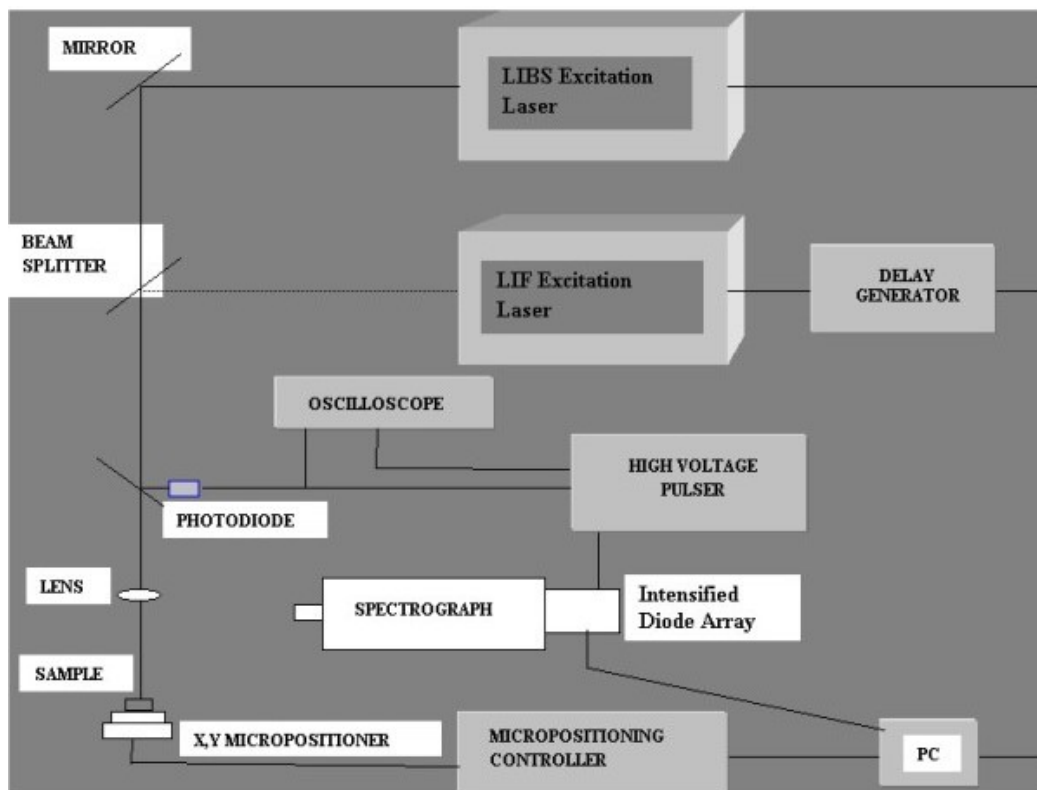 MIRROR
LIBS Excitation
Laser
BEAM
SPLITTER
LIF Excitation
Laser
DELAY
GENERATOR
OSCILLOSCOPE
HIGH VOLTAGE
PULSER
PHOTODIODE
LENS
SPECTROGRAPH
Intensified
Diode Array
SAMPLE
X,Y MICROPOSITIONER
MICROPOSITIONING
CONTROLLER
PC